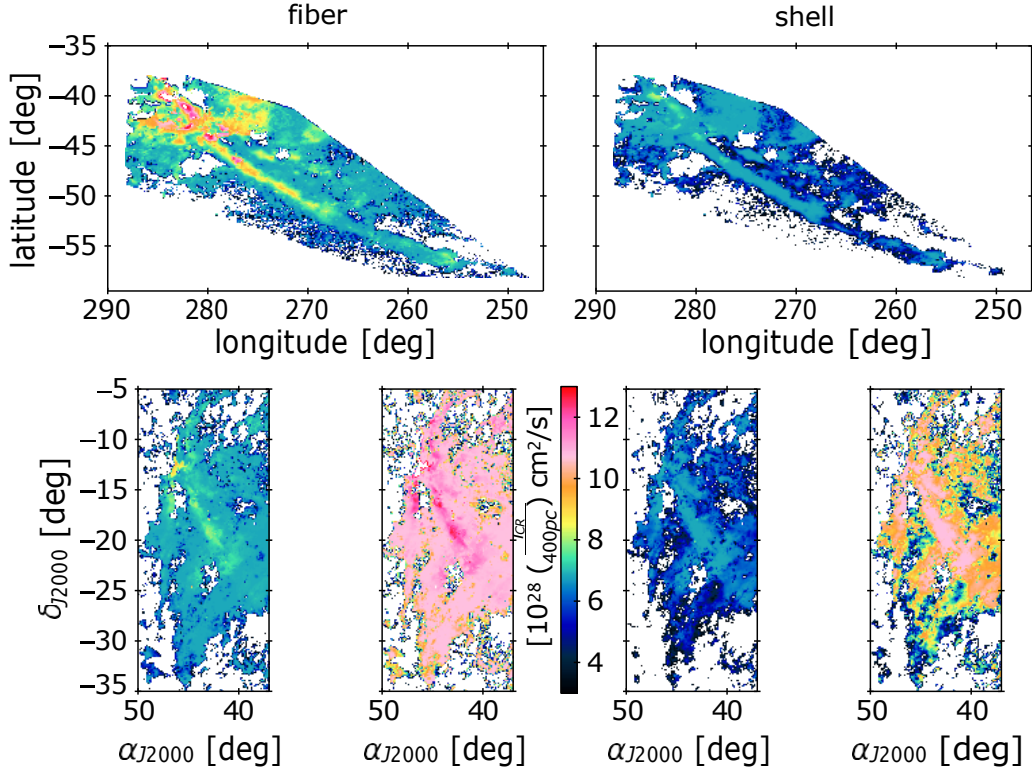 fiber
shell
−35
−40
−45
−50
−55
latitude [deg]
290 280 270 260 250
longitude [deg]
290 280 270 260 250
longitude [deg]
−5
−10
−15
−20
−25
−30
−35
δJ2000 [deg]
12
10
8
6
4
[10²⁸ (lCR/400pc) cm²/s]
50 40
αJ2000 [deg]
50 40
αJ2000 [deg]
50 40
αJ2000 [deg]
50 40
αJ2000 [deg]